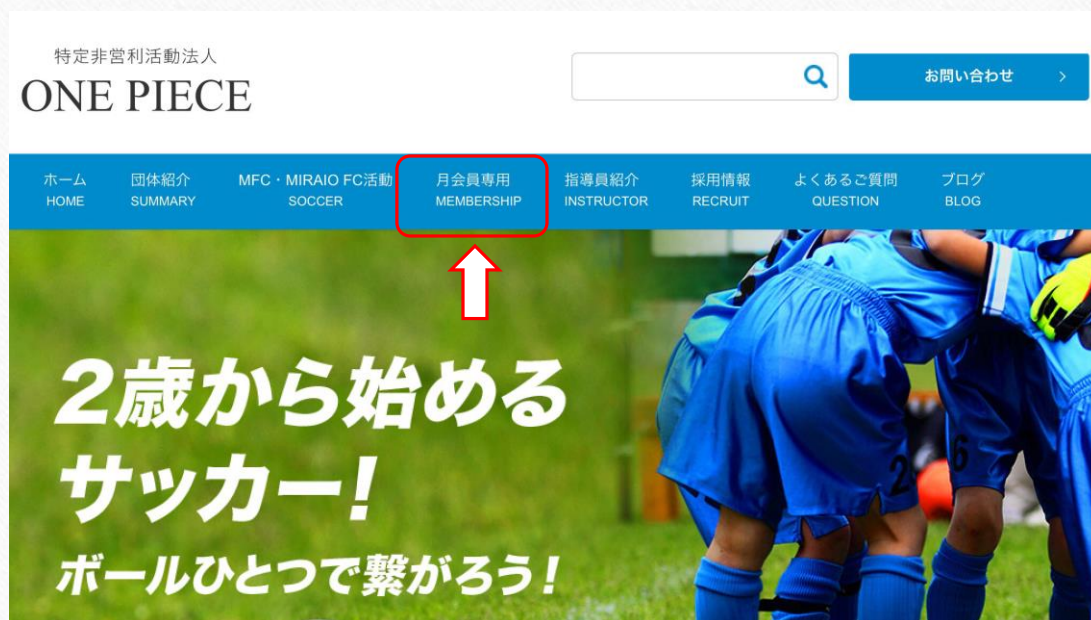 特定非営利活動法人
ONE PIECE
お問い合わせ >
ホーム 団体紹介 MFC・MIRAIO FC活動 月会員専用 指導員紹介 採用情報 よくあるご質問 ブログ
HOME SUMMARY SOCCER MEMBERSHIP INSTRUCTOR RECRUIT QUESTION BLOG
2歳から始める
サッカー!
ボールひとつで繋がろう!
2
6